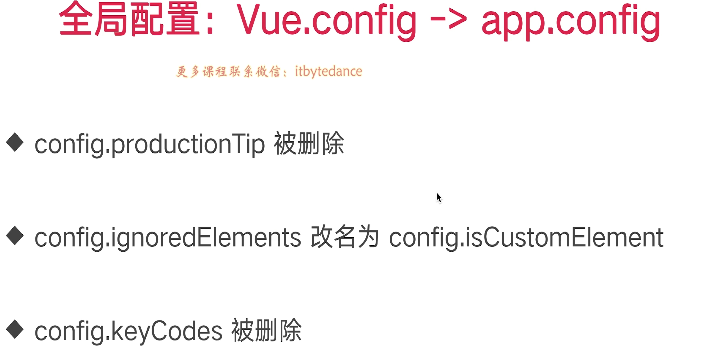 全局配置：Vue.config -> app.config
更多课程联系微信：itbytedance
◆ config.productionTip 被删除
◆ config.ignoredElements 改名为 config.isCustomElement
◆ config.keyCodes 被删除